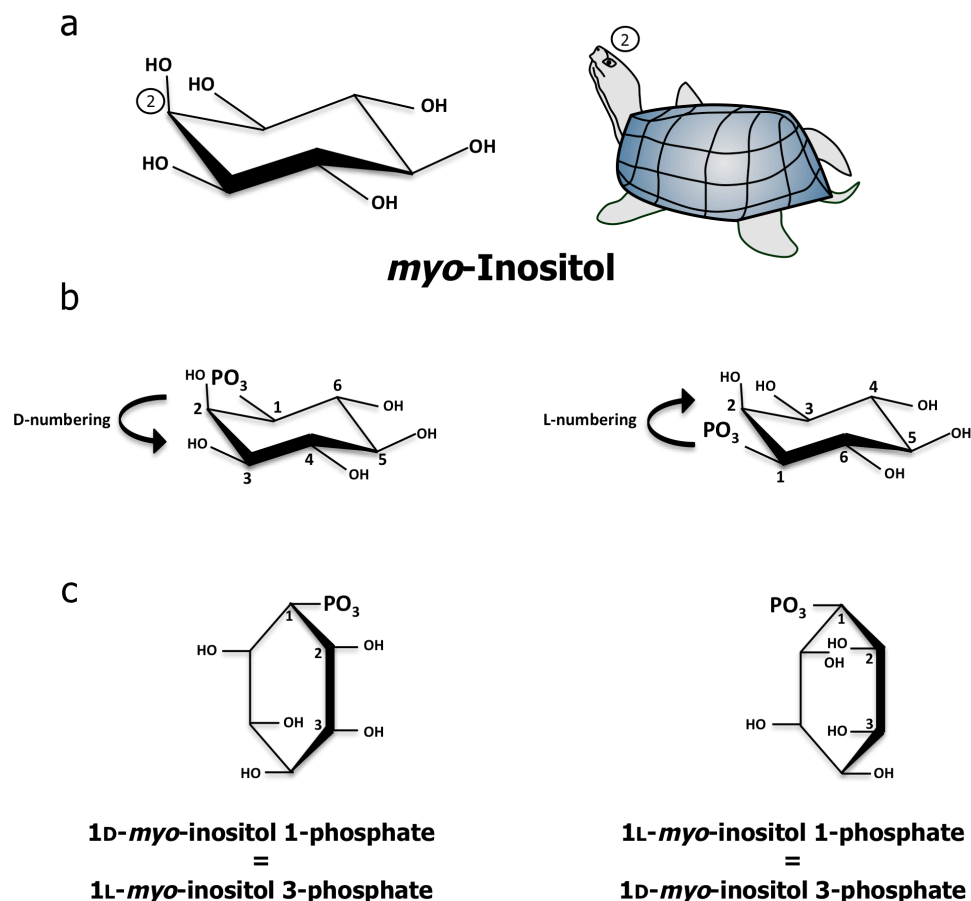 a
HO
HO
2
OH
HO
OH
OH
2
myo-Inositol
b
HO
PO3
6
D-numbering
2
1
OH
HO
OH
4
5
OH
3
HO
HO
4
L-numbering
2
3
OH
PO3
OH
5
6
OH
1
c
PO3
1
HO
2
OH
OH
3
OH
HO
PO3
1
HO
OH
2
HO
HO
3
OH
1D-myo-inositol 1-phosphate
=
1L-myo-inositol 3-phosphate
1L-myo-inositol 1-phosphate
=
1D-myo-inositol 3-phosphate